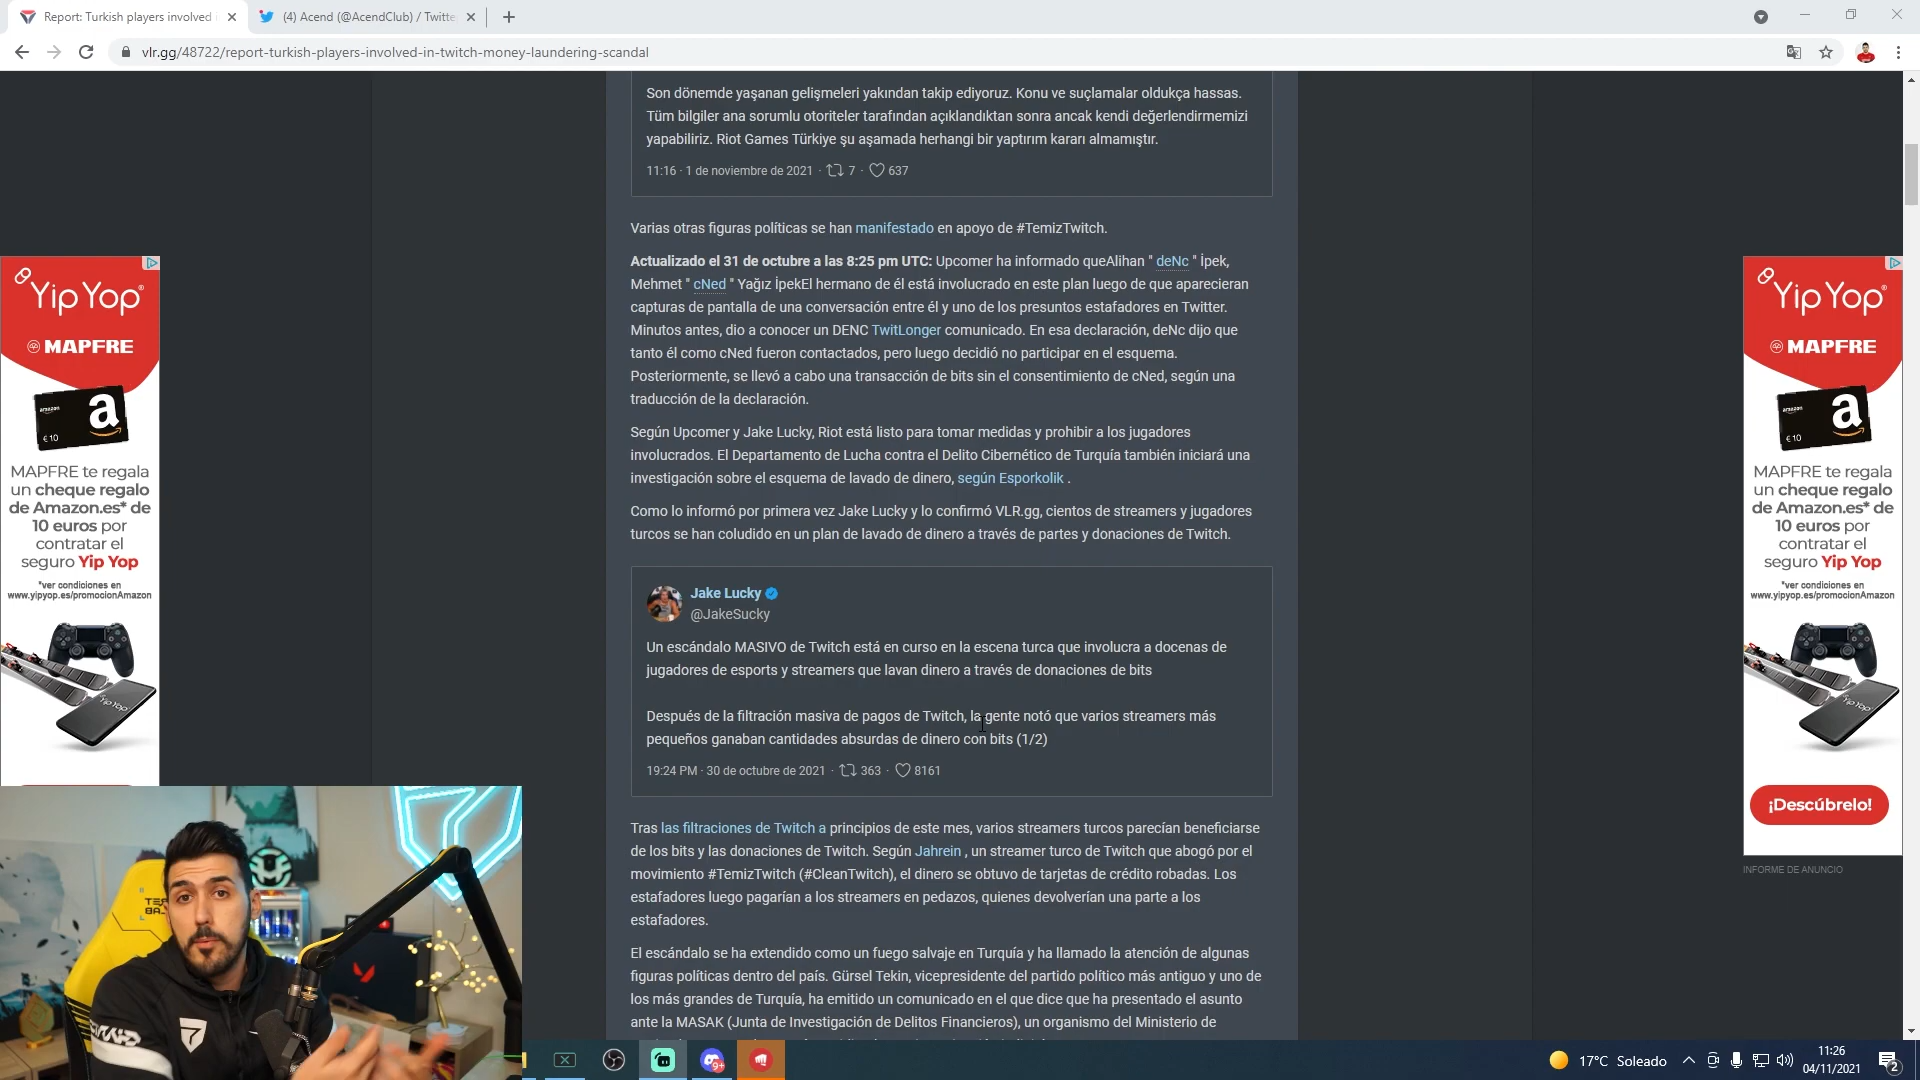 Report: Turkish players involved i
(4) Acend (@AcendClub) / Twitte
vlr.gg/48722/report-turkish-players-involved-in-twitch-money-laundering-scandal
Son dönemde yaşanan gelişmeleri yakından takip ediyoruz. Konu ve suçlamalar oldukça hassas.
Tüm bilgiler ana sorumlu otoriteler tarafından açıklandıktan sonra ancak kendi değerlendirmemizi
yapabiliriz. Riot Games Türkiye şu aşamada herhangi bir yaptırım kararı almamıştır.
11:16 · 1 de noviembre de 2021 · 7 · 637
Varias otras figuras políticas se han manifestado en apoyo de #TemizTwitch.
Actualizado el 31 de octubre a las 8:25 pm UTC: Upcomer ha informado queAlihan " deNc " İpek,
Mehmet " cNed " Yağız İpekEl hermano de él está involucrado en este plan luego de que aparecieran
capturas de pantalla de una conversación entre él y uno de los presuntos estafadores en Twitter.
Minutos antes, dio a conocer un DENC TwitLonger comunicado. En esa declaración, deNc dijo que
tanto él como cNed fueron contactados, pero luego decidió no participar en el esquema.
Posteriormente, se llevó a cabo una transacción de bits sin el consentimiento de cNed, según una
traducción de la declaración.
Según Upcomer y Jake Lucky, Riot está listo para tomar medidas y prohibir a los jugadores
involucrados. El Departamento de Lucha contra el Delito Cibernético de Turquía también iniciará una
investigación sobre el esquema de lavado de dinero, según Esporkolik .
Como lo informó por primera vez Jake Lucky y lo confirmó VLR.gg, cientos de streamers y jugadores
turcos se han coludido en un plan de lavado de dinero a través de partes y donaciones de Twitch.
Jake Lucky
@JakeSucky
Un escándalo MASIVO de Twitch está en curso en la escena turca que involucra a docenas de
jugadores de esports y streamers que lavan dinero a través de donaciones de bits
Después de la filtración masiva de pagos de Twitch, la gente notó que varios streamers más
pequeños ganaban cantidades absurdas de dinero con bits (1/2)
19:24 PM · 30 de octubre de 2021 · 363 · 8161
Tras las filtraciones de Twitch a principios de este mes, varios streamers turcos parecían beneficiarse
de los bits y las donaciones de Twitch. Según Jahrein , un streamer turco de Twitch que abogó por el
movimiento #TemizTwitch (#CleanTwitch), el dinero se obtuvo de tarjetas de crédito robadas. Los
estafadores luego pagarían a los streamers en pedazos, quienes devolverían una parte a los
estafadores.
El escándalo se ha extendido como un fuego salvaje en Turquía y ha llamado la atención de algunas
figuras políticas dentro del país. Gürsel Tekin, vicepresidente del partido político más antiguo y uno de
los más grandes de Turquía, ha emitido un comunicado en el que dice que ha presentado el asunto
ante la MASAK (Junta de Investigación de Delitos Financieros), un organismo del Ministerio de
YipYop
MAPFRE
amazon
a
€10
MAPFRE te regala
un cheque regalo
de Amazon.es* de
10 euros por
contratar el
seguro Yip Yop
*ver condiciones en
www.yipyop.es/promocionAmazon
YipYop
YipYop
MAPFRE
amazon
a
€10
MAPFRE te regala
un cheque regalo
de Amazon.es* de
10 euros por
contratar el
seguro Yip Yop
*ver condiciones en
www.yipyop.es/promocionAmazon
YipYop
¡Descúbrelo!
INFORME DE ANUNCIO
9+
17°C Soleado
11:26
04/11/2021
2